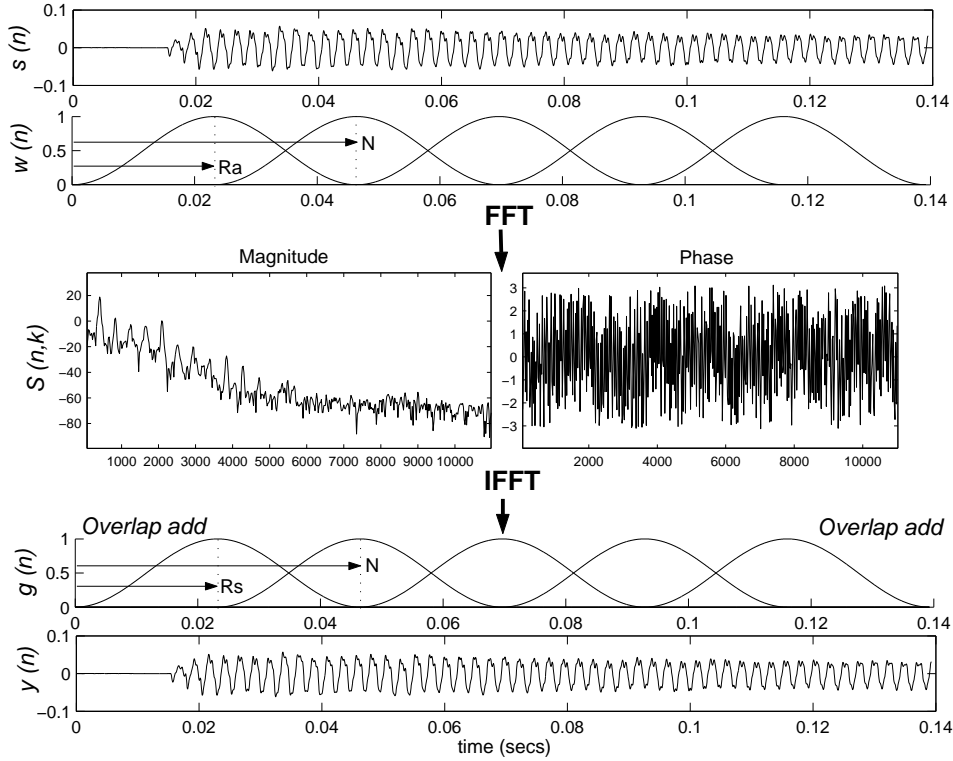 s (n)
0.1
0
−0.1
0 0.02 0.04 0.06 0.08 0.1 0.12 0.14
w (n)
1
0.5
0
N
Ra
0 0.02 0.04 0.06 0.08 0.1 0.12 0.14
FFT
Magnitude
Phase
S (n,k)
20
0
−20
−40
−60
−80
1000 2000 3000 4000 5000 6000 7000 8000 9000 10000
3
2
1
0
−1
−2
−3
2000 4000 6000 8000 10000
IFFT
Overlap add
Overlap add
g (n)
1
0.5
0
N
Rs
0 0.02 0.04 0.06 0.08 0.1 0.12 0.14
y (n)
0.1
0
−0.1
0 0.02 0.04 0.06 0.08 0.1 0.12 0.14
time (secs)